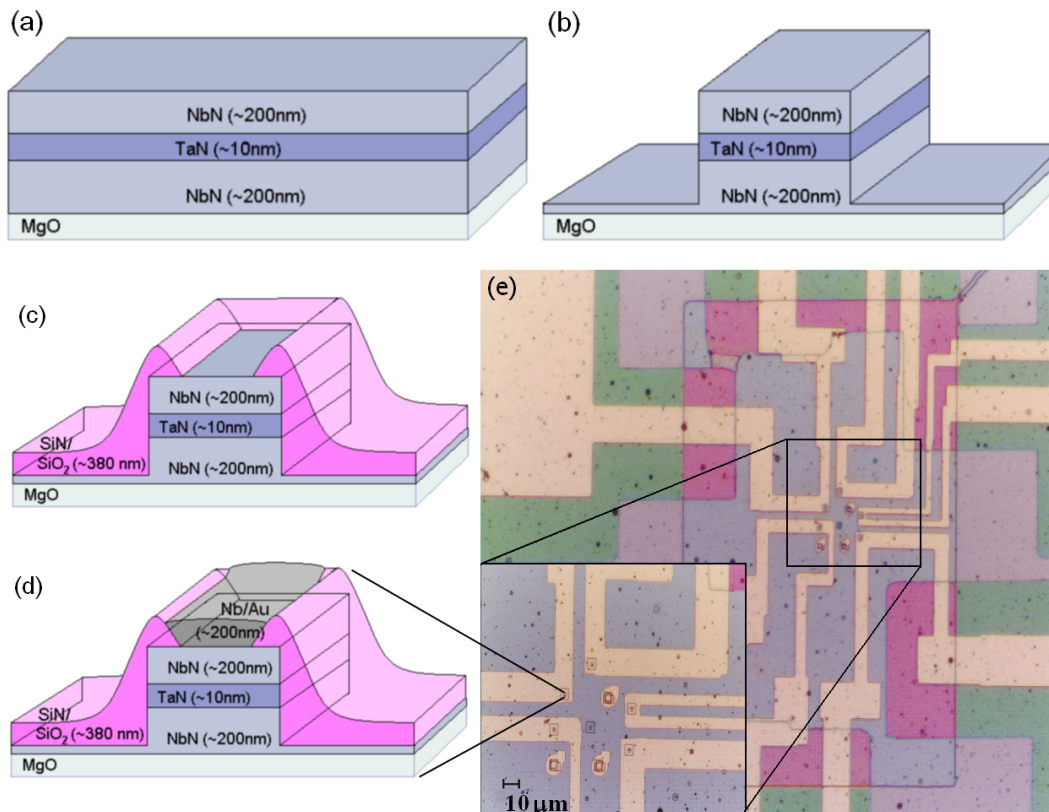 (a)
NbN (~200nm)
TaN (~10nm)
NbN (~200nm)
MgO
(b)
NbN (~200nm)
TaN (~10nm)
NbN (~200nm)
MgO
(c)
NbN (~200nm)
TaN (~10nm)
NbN (~200nm)
SiN/
SiO₂ (~380 nm)
MgO
(d)
Nb/Au
(~200nm)
NbN (~200nm)
TaN (~10nm)
NbN (~200nm)
SiN/
SiO₂ (~380 nm)
MgO
(e)
10 μm